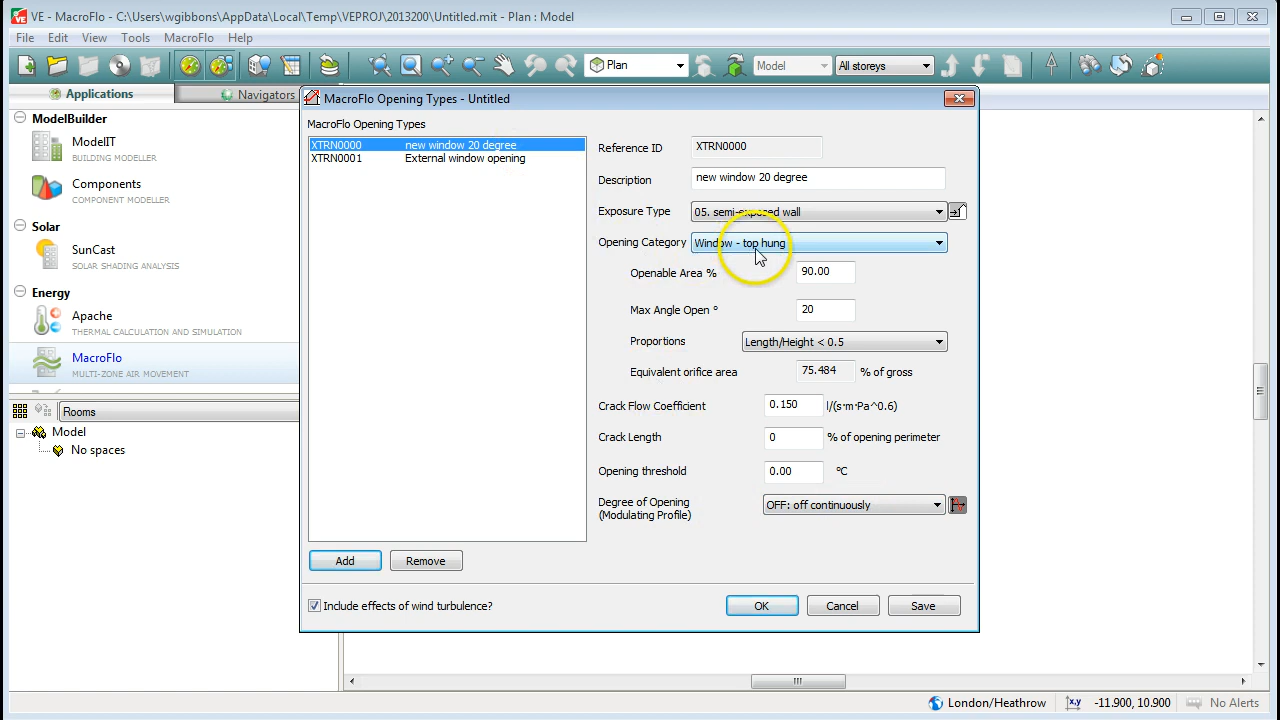 VE - MacroFlo - C:\Users\wgibbons\AppData\Local\Temp\VEPROJ\2013200\Untitled.mit - Plan : Model
File Edit View Tools MacroFlo Help
Plan
Model
All storeys
Applications
Navigators
ModelBuilder
ModelIT
BUILDING MODELLER
Components
COMPONENT MODELLER
Solar
SunCast
SOLAR SHADING ANALYSIS
Energy
Apache
THERMAL CALCULATION AND SIMULATION
MacroFlo
MULTI-ZONE AIR MOVEMENT
Rooms
Model
No spaces
MacroFlo Opening Types - Untitled
MacroFlo Opening Types
XTRN0000 new window 20 degree
XTRN0001 External window opening
Add
Remove
Reference ID XTRN0000
Description new window 20 degree
Exposure Type 05. semi-exposed wall
Opening Category Window - top hung
Openable Area % 90.00
Max Angle Open ° 20
Proportions Length/Height < 0.5
Equivalent orifice area 75.484 % of gross
Crack Flow Coefficient 0.150 l/(s·m·Pa^0.6)
Crack Length 0 % of opening perimeter
Opening threshold 0.00 °C
Degree of Opening OFF: off continuously
(Modulating Profile)
Include effects of wind turbulence?
OK
Cancel
Save
London/Heathrow
x,y
-11.900, 10.900
No Alerts